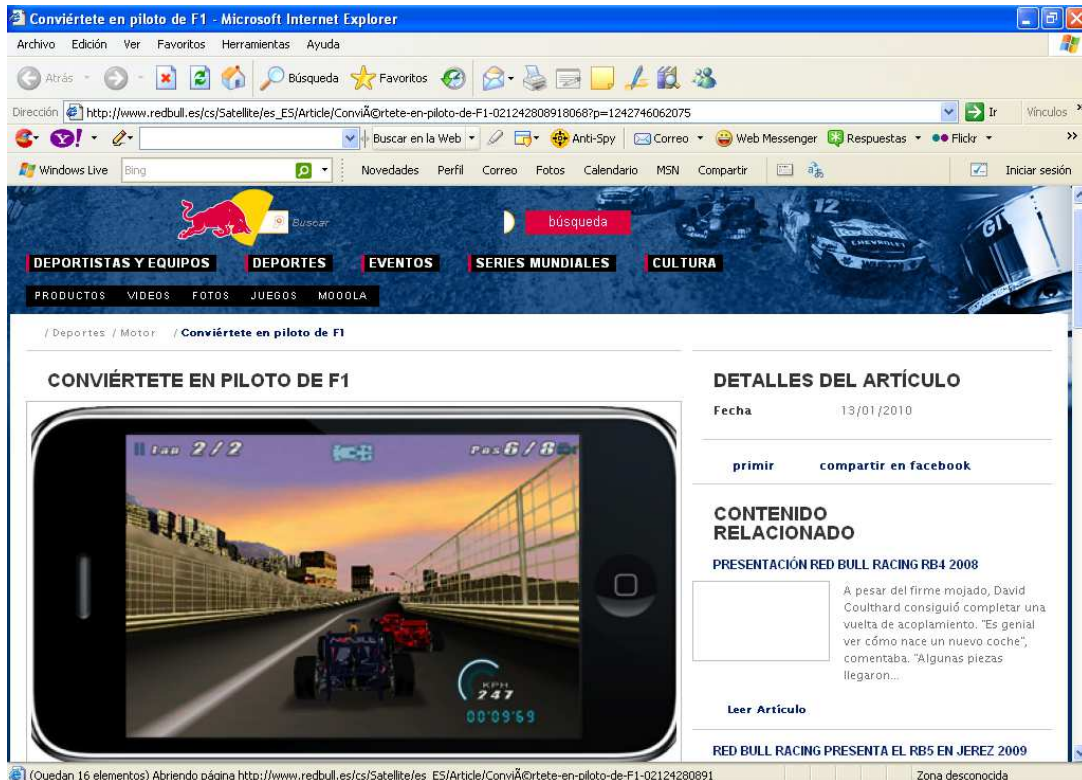 Conviértete en piloto de F1 - Microsoft Internet Explorer
Archivo Edición Ver Favoritos Herramientas Ayuda
Atrás Búsqueda Favoritos
Dirección http://www.redbull.es/cs/Satellite/es_ES/Article/ConviÃ©rtete-en-piloto-de-F1-021242808918068?p=1242746062075 Ir Vínculos »
Y! Buscar en la Web Anti-Spy Correo Web Messenger Respuestas Flickr »
Windows Live Bing Novedades Perfil Correo Fotos Calendario MSN Compartir Iniciar sesión
Buscar búsqueda
12
CHEVROLET
GI
DEPORTISTAS Y EQUIPOS DEPORTES EVENTOS SERIES MUNDIALES CULTURA
PRODUCTOS VIDEOS FOTOS JUEGOS MOOOLA
/ Deportes / Motor / Conviértete en piloto de F1
CONVIÉRTETE EN PILOTO DE F1
Lap 2/2 Pos 6/8
KPH
247
00:09:69
DETALLES DEL ARTÍCULO
Fecha 13/01/2010
primir compartir en facebook
CONTENIDO
RELACIONADO
PRESENTACIÓN RED BULL RACING RB4 2008
A pesar del firme mojado, David
Coulthard consiguió completar una
vuelta de acoplamiento. "Es genial
ver cómo nace un nuevo coche",
comentaba. "Algunas piezas
llegaron...
Leer Artículo
RED BULL RACING PRESENTA EL RB5 EN JEREZ 2009
(Quedan 16 elementos) Abriendo página http://www.redbull.es/cs/Satellite/es_ES/Article/ConviÃ©rtete-en-piloto-de-F1-02124280891 Zona desconocida